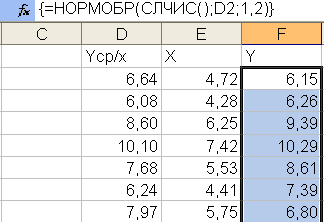 fx {=НОРМОБР(СЛЧИС();D2;1,2)}
C D E F
Yср/x X Y
6,64 4,72 6,15
6,08 4,28 6,26
8,60 6,25 9,39
10,10 7,42 10,29
7,68 5,53 8,61
6,24 4,41 7,39
7,97 5,75 6,80